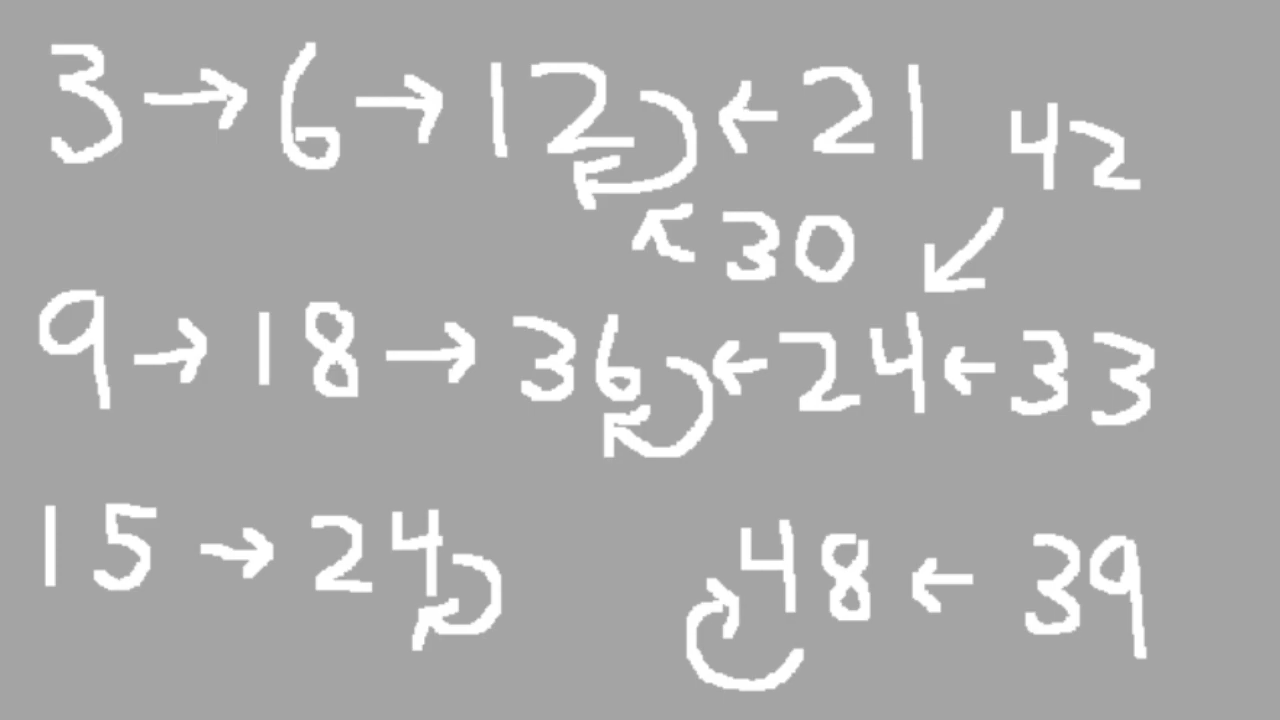 3 → 6 → 12 ← 21 42
← 30
9 → 18 → 36 ← 24 ← 33
15 → 24 48 ← 39